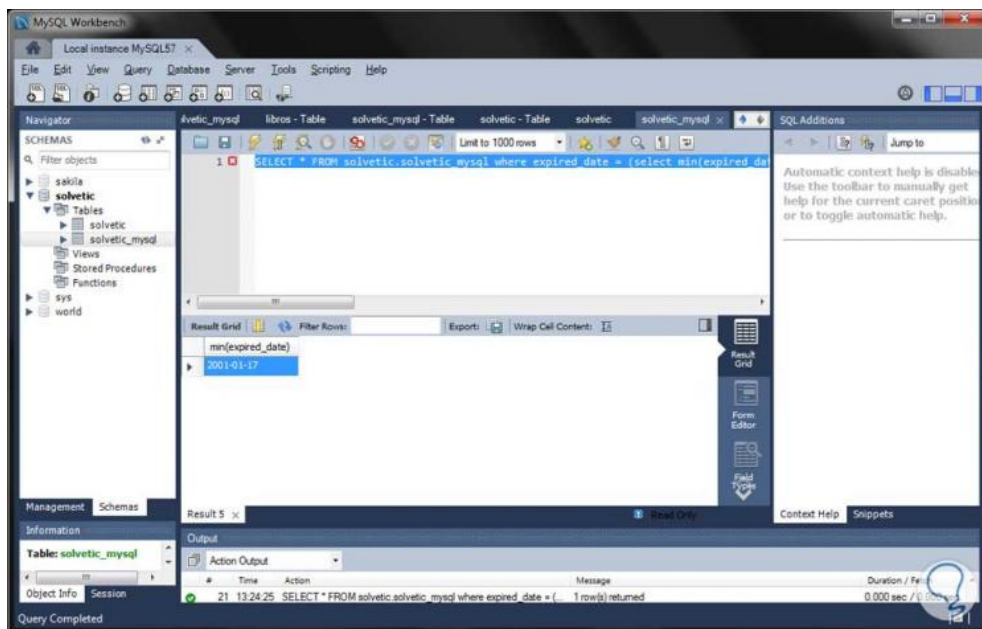 MySQL Workbench
Local instance MySQL57
File Edit View Query Database Server Tools Scripting Help
Navigator
SCHEMAS
Filter objects
sakila
solvetic
Tables
solvetic
solvetic_mysql
Views
Stored Procedures
Functions
sys
world
Management Schemas
Information
Table: solvetic_mysql
Object Info Session
Query Completed
lvetic_mysql libros - Table solvetic_mysql - Table solvetic - Table solvetic solvetic_mysql
Limit to 1000 rows
1 SELECT * FROM solvetic.solvetic_mysql where expired_date = (select min(expired_dat
Result Grid Filter Rows: Export: Wrap Cell Content:
min(expired_date)
2001-01-17
Result Grid
Form Editor
Field Types
Result 5
Read Only
Output
Action Output
# Time Action Message Duration /
21 13:24:25 SELECT * FROM solvetic.solvetic_mysql where expired_date = (... 1 row(s) returned 0.000 sec /
SQL Additions
Jump to
Automatic context help is disable
Use the toolbar to manually get
help for the current caret positio
or to toggle automatic help.
Context Help Snippets